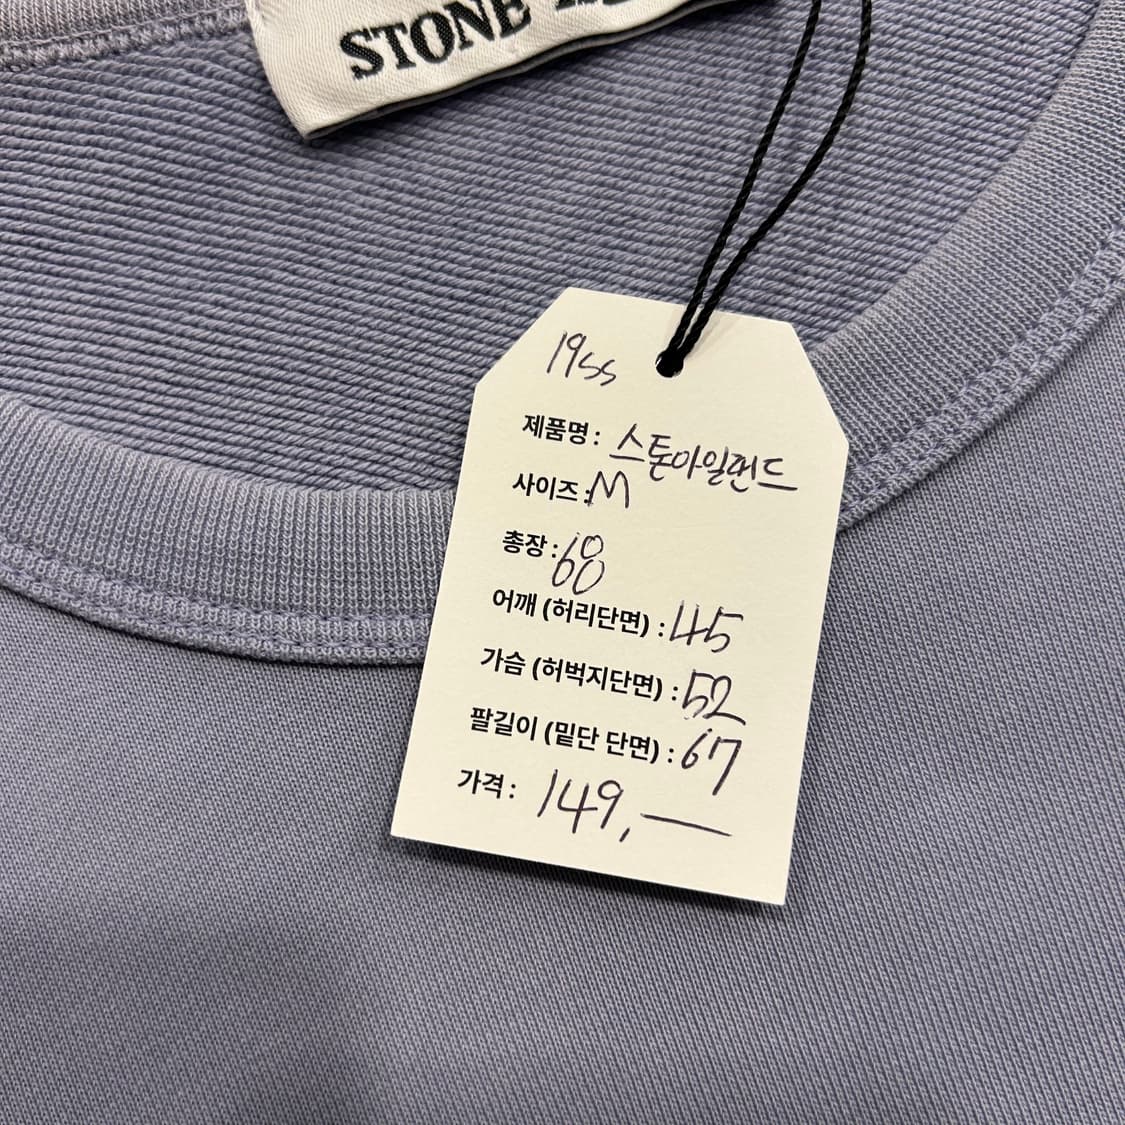 STONE
19SS
제품명: 스톤아일랜드
사이즈: M
총장: 68
어깨 (허리단면) : 45
가슴 (허벅지단면) : 52
팔길이 (밑단 단면) : 67
가격: 149,—